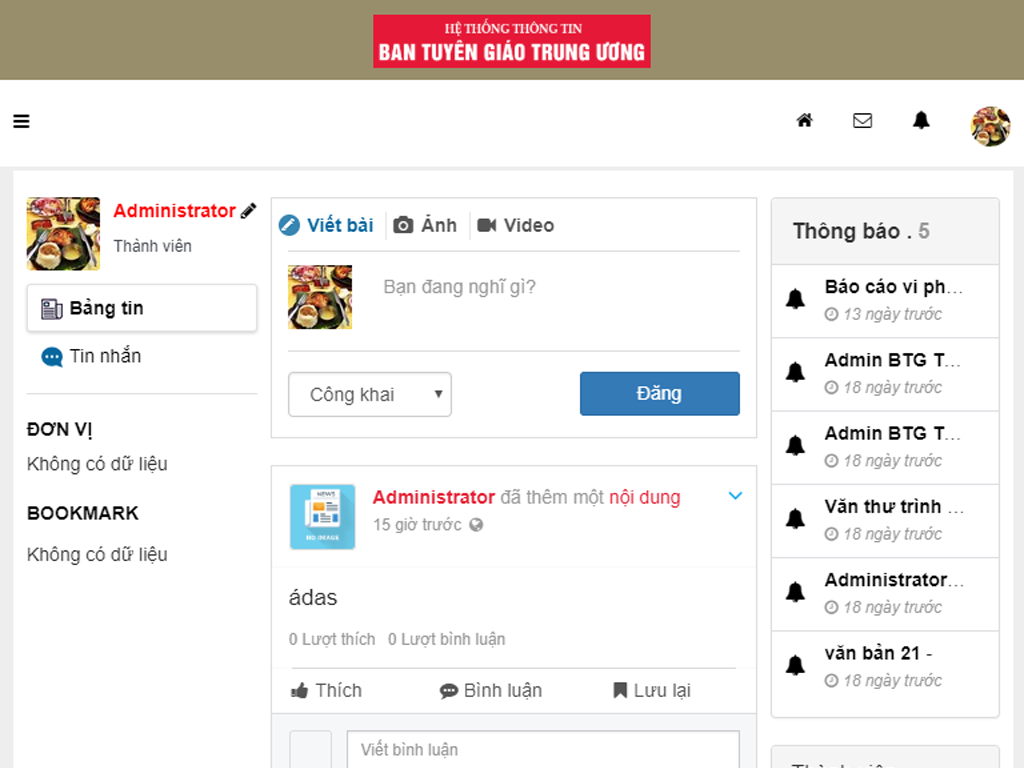 HỆ THỐNG THÔNG TIN
BAN TUYÊN GIÁO TRUNG ƯƠNG
Administrator
Thành viên
Bảng tin
Tin nhắn
ĐƠN VỊ
Không có dữ liệu
BOOKMARK
Không có dữ liệu
Viết bài
Ảnh
Video
Bạn đang nghĩ gì?
Công khai
Đăng
NEWS
NO IMAGE
Administrator đã thêm một nội dung
15 giờ trước
ádas
0 Lượt thích 0 Lượt bình luận
Thích
Bình luận
Lưu lại
Viết bình luận
Thông báo . 5
Báo cáo vi ph...
13 ngày trước
Admin BTG T...
18 ngày trước
Admin BTG T...
18 ngày trước
Văn thư trình ...
18 ngày trước
Administrator...
18 ngày trước
văn bản 21 -
18 ngày trước